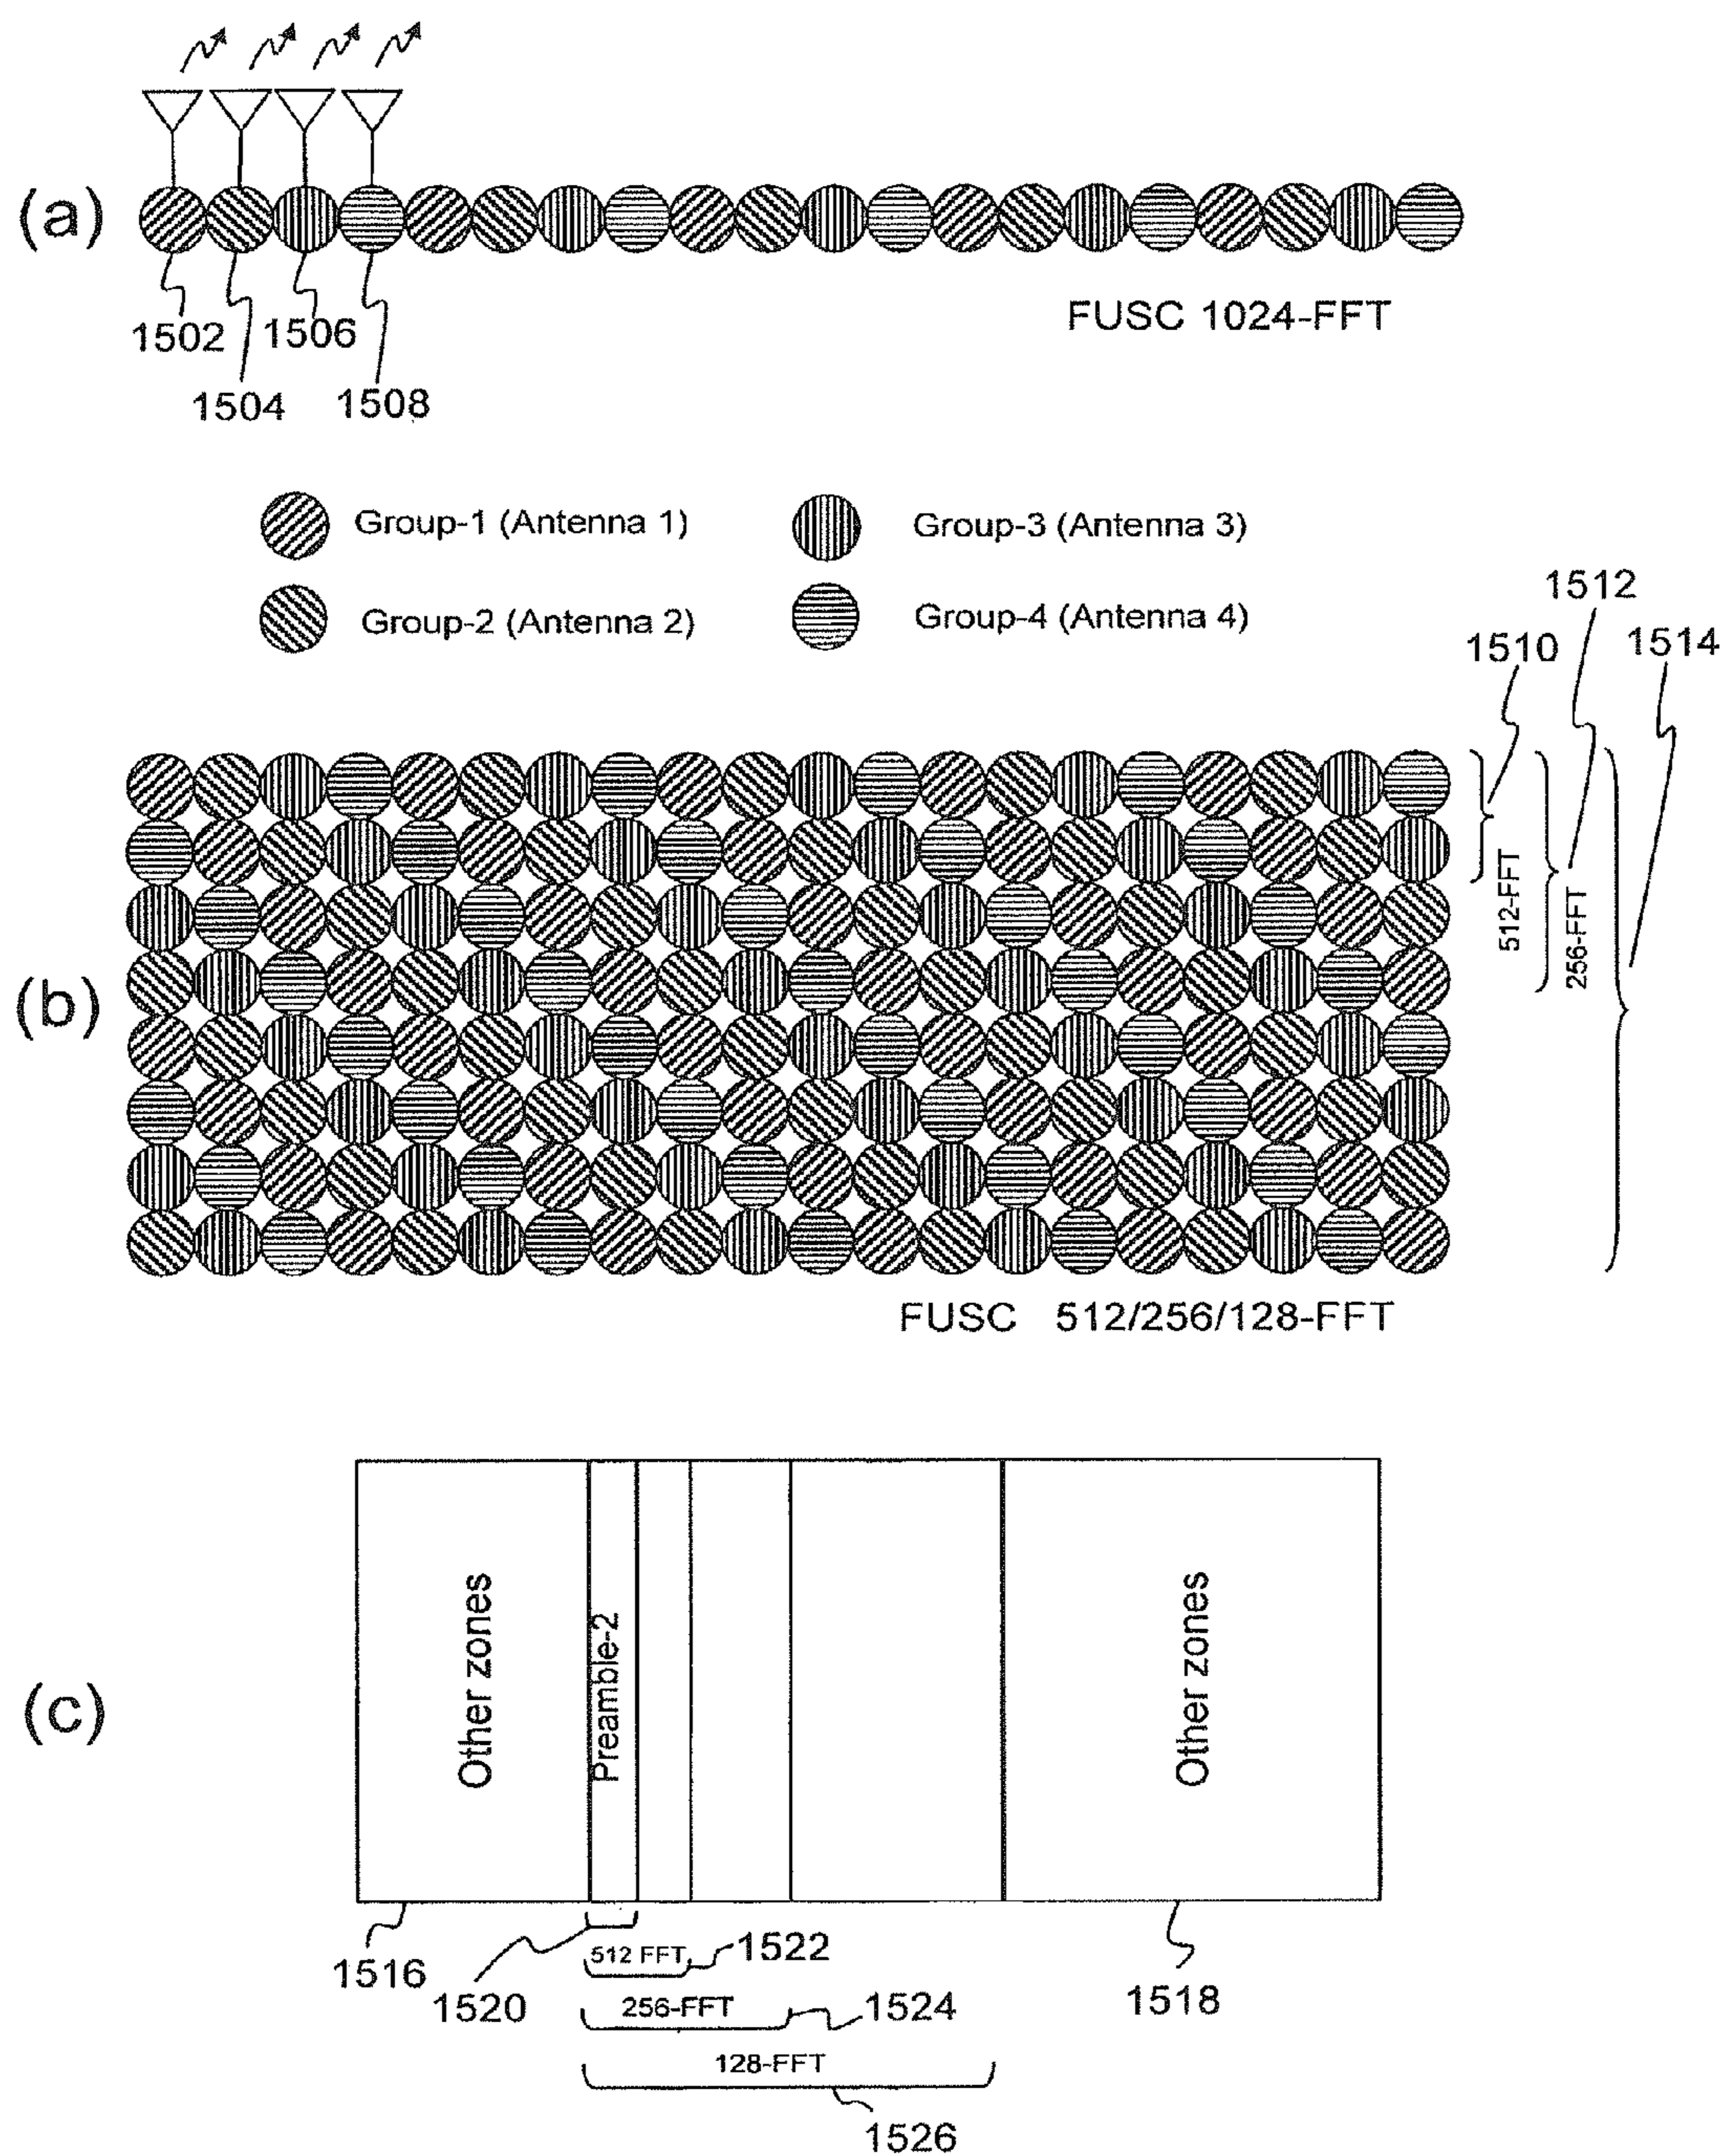 (a)
1502
1506
1504
1508
FUSC 1024-FFT
Group-1 (Antenna 1)
Group-3 (Antenna 3)
Group-2 (Antenna 2)
Group-4 (Antenna 4)
1512
1510
1514
(b)
512-FFT
256-FFT
FUSC 512/256/128-FFT
(c)
Other zones
Preamble-2
Other zones
1516
1520
512 FFT
1522
1518
256-FFT
1524
128-FFT
1526